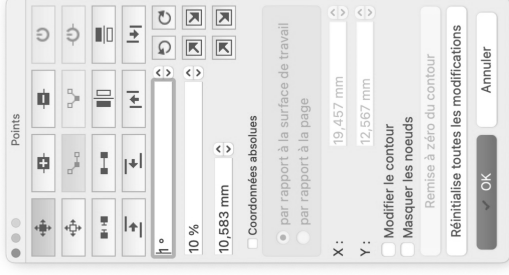 Points
1 °
10 %
10,583 mm
Coordonnées absolues
par rapport à la surface de travail
par rapport à la page
X : 19,457 mm
Y : 12,567 mm
Modifier le contour
Masquer les noeuds
Remise à zéro du contour
Réinitialise toutes les modifications
OK
Annuler